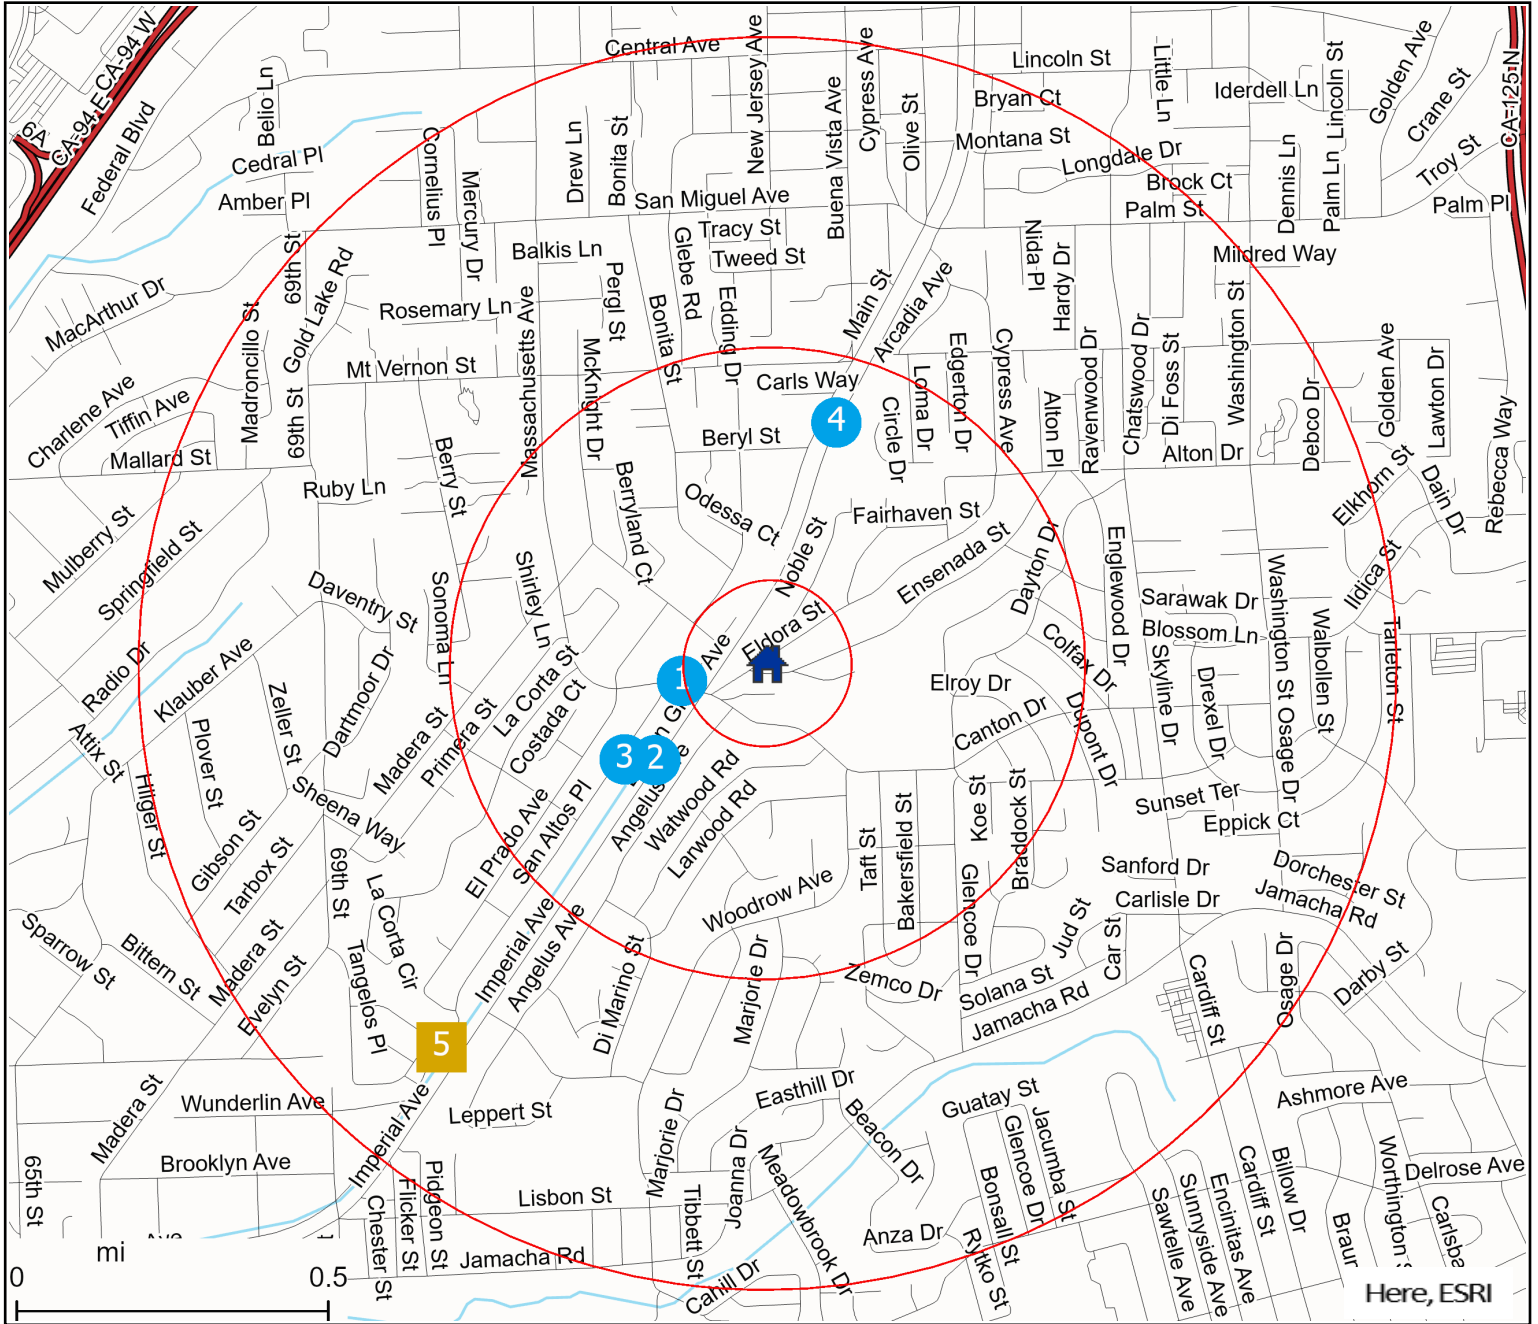 Central Ave
New Jersey Ave
Cypress Ave
Lincoln St
Little Ln
Iderdell Ln
Lincoln St
Golden Ave
Crane St
CA-125 N
CA-94 W
CA-94 E
6A
Federal Blvd
Belio Ln
Cedral Pl
Amber Pl
Cornelius Pl
Mercury Dr
Drew Ln
Bonita St
Buena Vista Ave
Olive St
Bryan Ct
Montana St
Longdale Dr
Brock Ct
Palm St
Dennis Ln
Palm Ln
Troy St
Palm Pl
San Miguel Ave
Tracy St
Tweed St
Balkis Ln
Glebe Rd
69th St
Gold Lake Rd
MacArthur Dr
Rosemary Ln
Pergl St
Bonita St
Edding Dr
Main St
Arcadia Ave
Nida Pl
Hardy Dr
Mildred Way
Washington St
Madroncillo St
Mt Vernon St
Massachusetts Ave
McKnight Dr
Carls Way
Loma Dr
Edgerton Dr
Cypress Ave
Alton Pl
Ravenwood Dr
Chatswood Dr
Di Foss St
Debco Dr
Golden Ave
Lawton Dr
Rebecca Way
Charlene Ave
Tiffin Ave
Mallard St
69th St
4
Beryl St
Circle Dr
Alton Dr
Elkhorn St
Dain Dr
Ruby Ln
Berry St
Berryland Ct
Odessa Ct
Noble St
Fairhaven St
Ensenada St
Mulberry St
Springfield St
Daventry St
Sonoma Ln
Shirley Ln
Dayton Dr
Englewood Dr
Sarawak Dr
Blossom Ln
Washington St
Walbollen St
Ildica St
Tarleton St
Eldora St
Ave
1
Radio Dr
Klauber Ave
Zeller St
Dartmoor Dr
La Corta St
Costada Ct
Primera St
Madera St
Colfax Dr
Elroy Dr
Canton Dr
Dupont Dr
Skyline Dr
Drexel Dr
Osage Dr
Attix St
Plover St
Hilger St
Sheena Way
3
2
Angelus
Watwood Rd
Larwood Rd
San Altos Pl
El Prado Ave
Gibson St
Tarbox St
69th St
La Corta Cir
Sunset Ter
Eppick Ct
Koe St
Braddock St
Taft St
Bakersfield St
Woodrow Ave
Sanford Dr
Carlisle Dr
Dorchester St
Jamacha Rd
Glencoe Dr
Jud St
Car St
Sparrow St
Bittern St
Madera St
Evelyn St
Tangelos Pl
Imperial Ave
Angelus Ave
Di Marino St
Marjorie Dr
Zemco Dr
Solana St
Jamacha Rd
Cardiff St
Osage Dr
Darby St
5
Madera St
Wunderlin Ave
Imperial Ave
Leppert St
Marjorie Dr
Easthill Dr
Beacon Dr
Guatay St
Glencoe Dr
Jacumba St
Ashmore Ave
65th St
Brooklyn Ave
Chester St
Flicker St
Pidgeon St
Lisbon St
Tibbett St
Joanna Dr
Meadowbrook Dr
Anza Dr
Bonsall St
Rytko St
Sawtelle Ave
Sunnyside Ave
Encinitas Ave
Cardiff St
Billow Dr
Braun
Worthington S
Delrose Ave
Carlsba
Jamacha Rd
Cahill Dr
mi
0
0.5
Here, ESRI